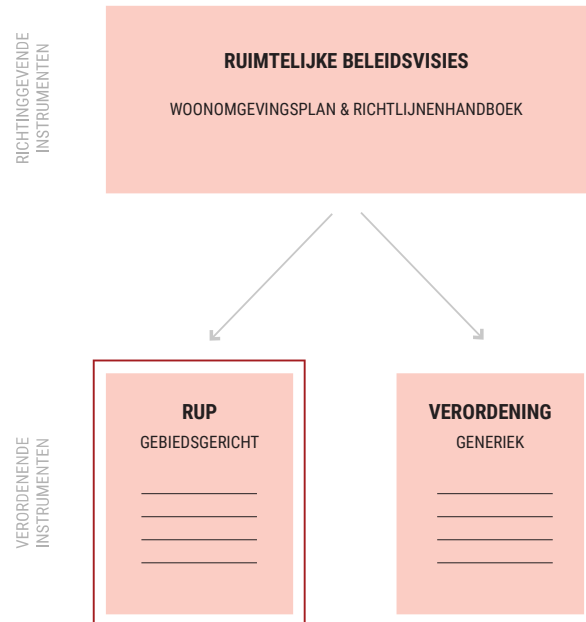 RICHTINGGEVENDE
INSTRUMENTEN
RUIMTELIJKE BELEIDSVISIES
WOONOMGEVINGSPLAN & RICHTLIJNENHANDBOEK
VERORDENENDE
INSTRUMENTEN
RUP
GEBIEDSGERICHT
VERORDENING
GENERIEK